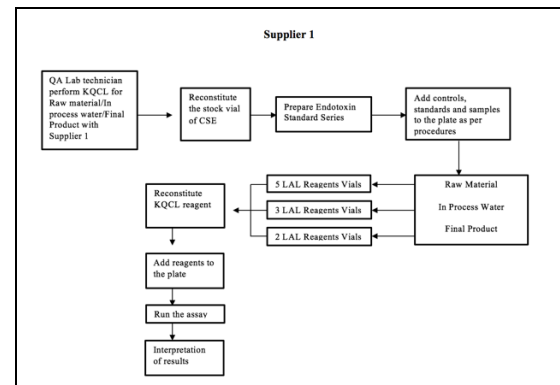 Supplier 1
QA Lab technician
perform KQCL for
Raw material/In
process water/Final
Product with
Supplier 1
Reconstitute
the stock vial
of CSE
Prepare Endotoxin
Standard Series
Add controls,
standards and samples
to the plate as per
procedures
Raw Material
In Process Water
Final Product
5 LAL Reagents Vials
3 LAL Reagents Vials
2 LAL Reagents Vials
Reconstitute
KQCL reagent
Add reagents to
the plate
Run the assay
Interpretation
of results